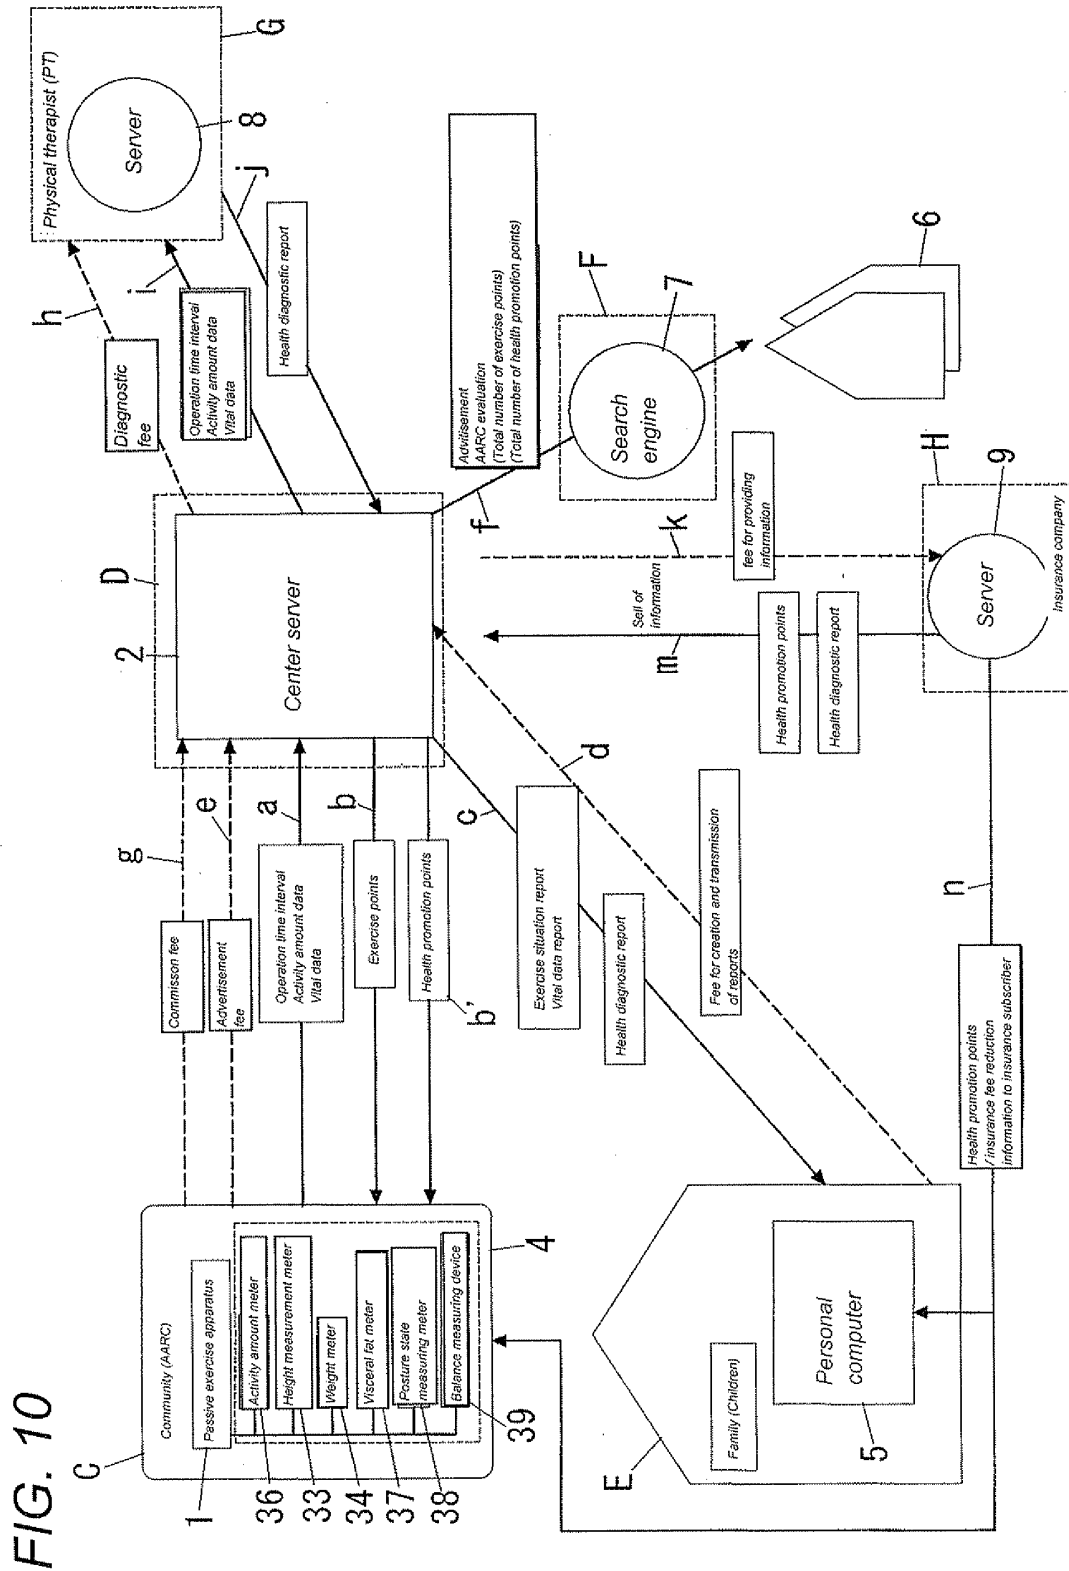 FIG. 10
C
Community (AARC)
1
Passive exercise apparatus
36
Activity amount meter
33
Height measurement meter
34
Weight meter
37
Visceral fat meter
38
Posture state
measuring meter
39
Balance measuring device
4
g
Commisson fee
e
Advertisement
fee
a
Operation time interval
Activity amount data
Vital data
b
Exercise points
Health promotion points
b'
c
Exercise situation report
Vital data report
Health diagnostic report
d
Fee for creation and transmission
of reports
D
2
Center server
h
Diagnostic
fee
i
Operation time interval
Activity amount data
Vital data
j
Health diagnostic report
Physical therapist (PT)
G
Server
8
f
Advitisement
AARC evaluation
(Total number of exercise points)
(Total number of health promotion points)
F
Search
engine
7
6
k
fee for providing
information
Sell of
information
m
Health promotion points
Health diagnostic report
H
Server
9
Insurance company
n
Health promotion points
/ insurance fee reduction
information to insurance subscriber
E
Family (Children)
Personal
computer
5